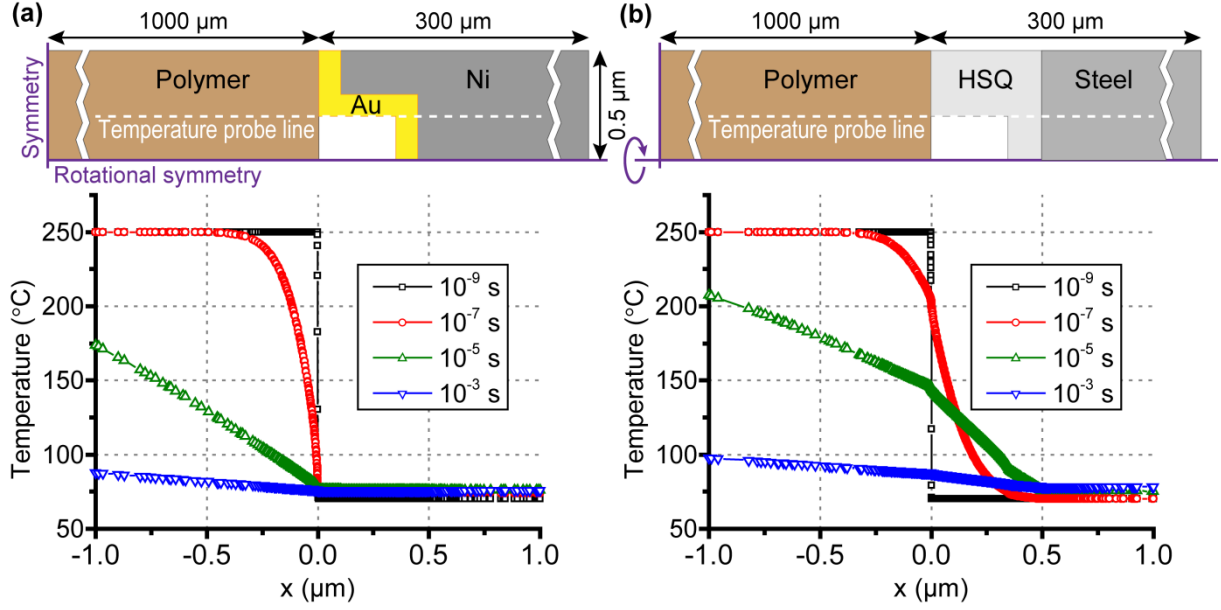 (a)
1000 µm
300 µm
Polymer
Ni
Au
Temperature probe line
Symmetry
0.5 µm
Rotational symmetry
250
200
150
100
50
Temperature (°C)
10⁻⁹ s
10⁻⁷ s
10⁻⁵ s
10⁻³ s
-1.0
-0.5
0.0
0.5
1.0
x (µm)
(b)
1000 µm
300 µm
Polymer
HSQ
Steel
Temperature probe line
250
200
150
100
50
Temperature (°C)
10⁻⁹ s
10⁻⁷ s
10⁻⁵ s
10⁻³ s
-1.0
-0.5
0.0
0.5
1.0
x (µm)